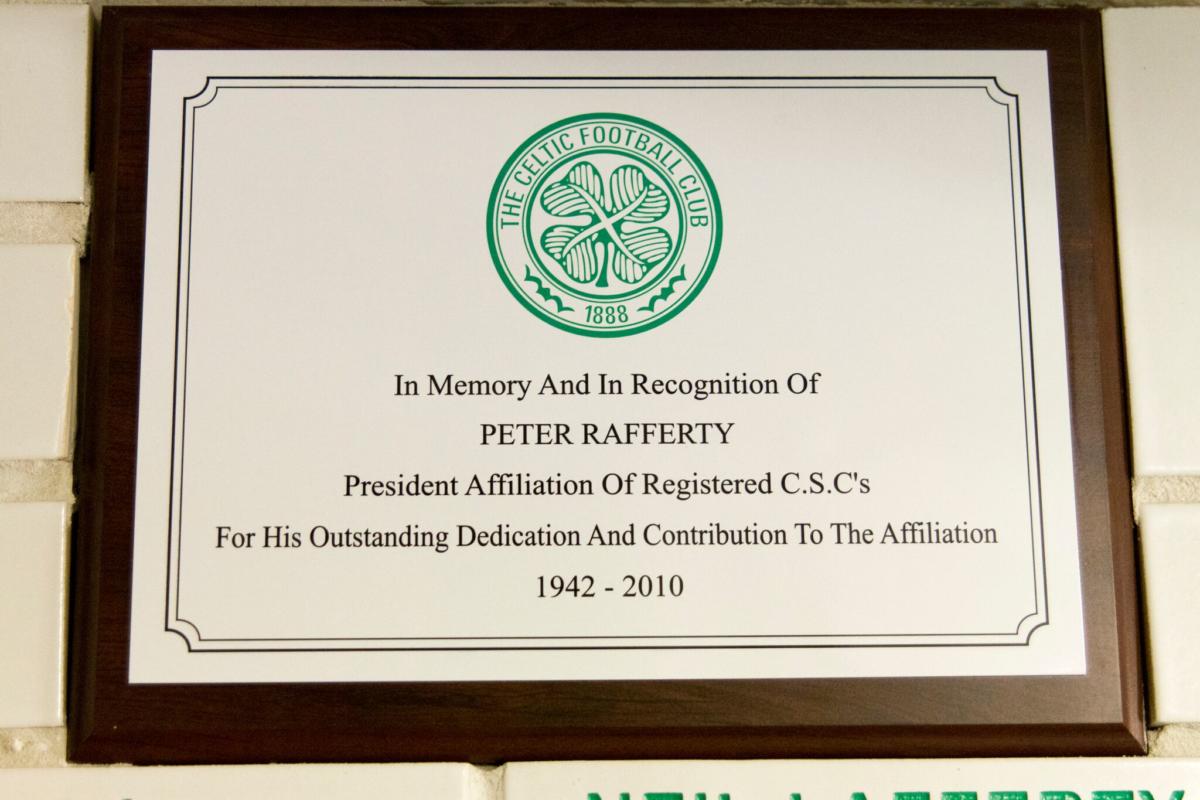 THE CELTIC FOOTBALL CLUB
1888
In Memory And In Recognition Of
PETER RAFFERTY
President Affiliation Of Registered C.S.C's
For His Outstanding Dedication And Contribution To The Affiliation
1942 - 2010